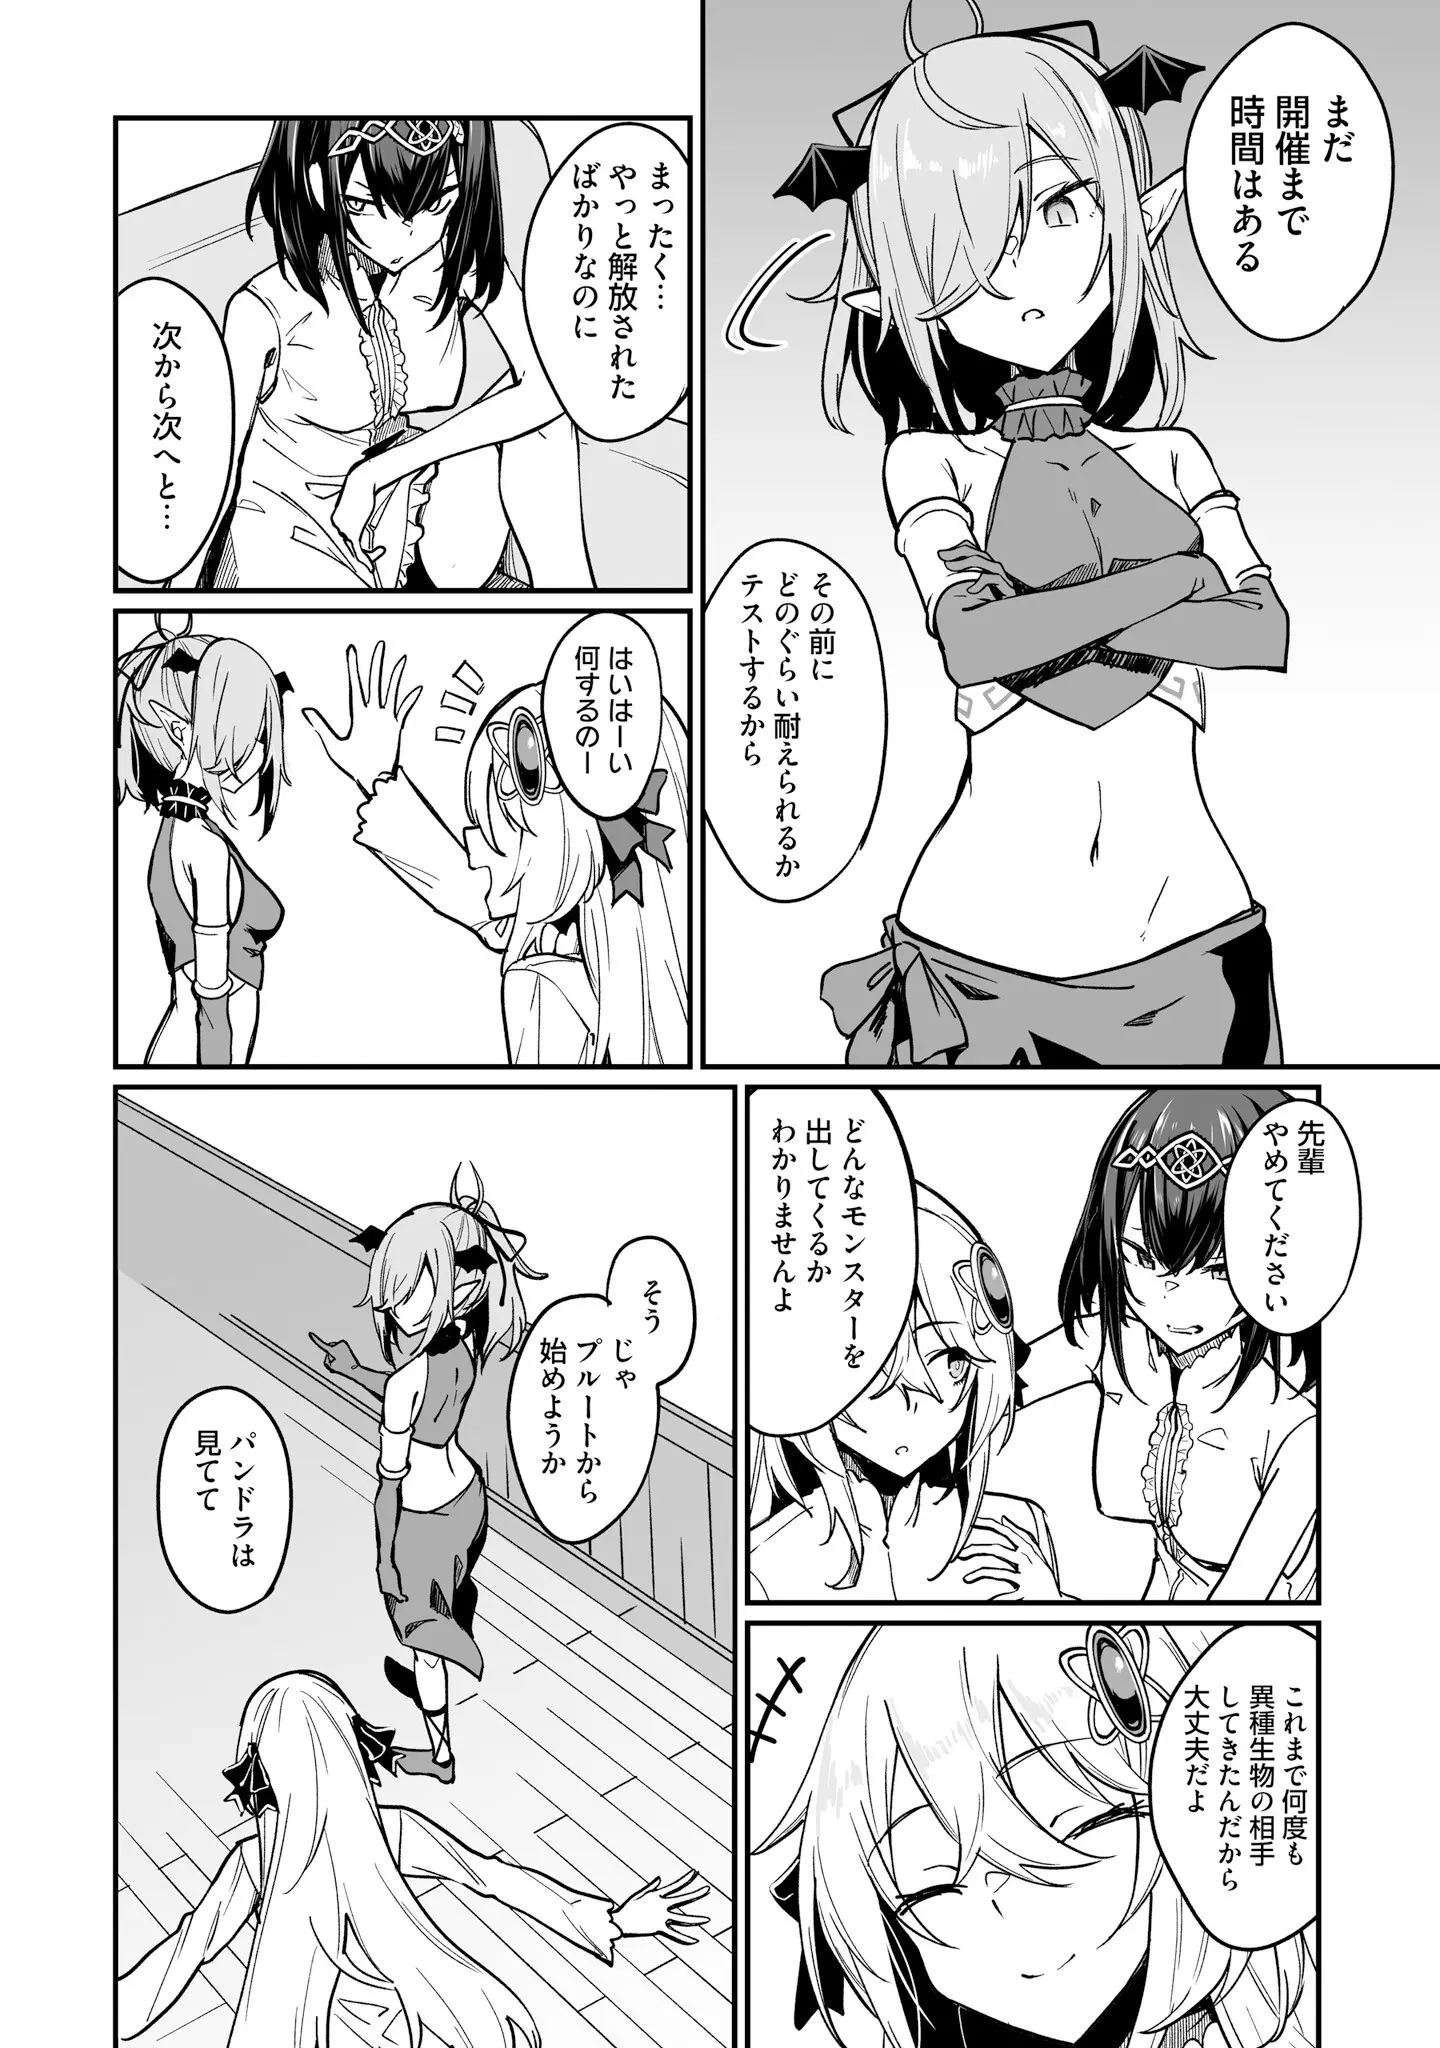 まだ
開催まで
時間はある
その前に
どのぐらい耐えられるか
テストするから
まったく…
やっと解放された
ばかりなのに
次から次へと…
はいはーい
何するのー
先輩
やめてください
どんなモンスターを
出してくるか
わかりませんよ
これまで何度も
異種生物の相手
してきたんだから
大丈夫だよ
そう
じゃ
プルートから
始めようか
パンドラは
見てて